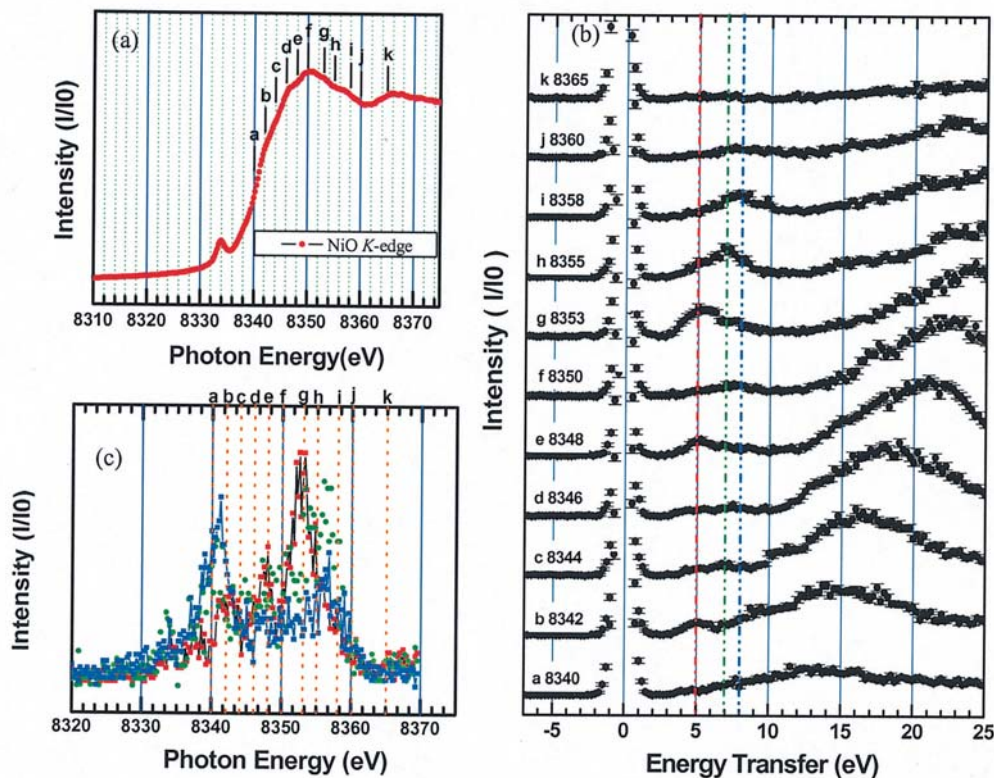 (a)
a
b
c
d
e
f
g
h
i
j
k
NiO K-edge
8310 8320 8330 8340 8350 8360 8370
Photon Energy(eV)
Intensity (I/I0)
(b)
k 8365
j 8360
i 8358
h 8355
g 8353
f 8350
e 8348
d 8346
c 8344
b 8342
a 8340
-5 0 5 10 15 20 25
Energy Transfer (eV)
Intensity ( I/I0)
(c)
a b c d e f g h i j k
8320 8330 8340 8350 8360 8370
Photon Energy (eV)
Intensity (I/I0)